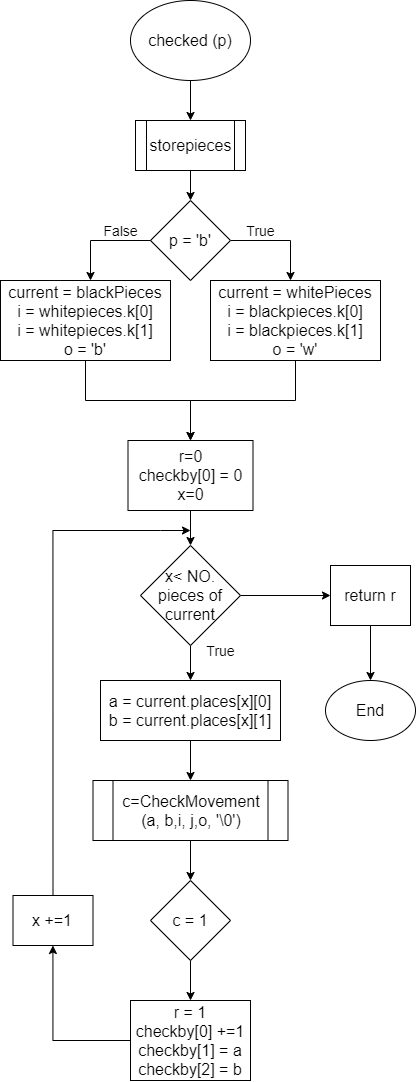 checked (p)
storepieces
p = 'b'
False
True
current = blackPieces
i = whitepieces.k[0]
i = whitepieces.k[1]
o = 'b'
current = whitePieces
i = blackpieces.k[0]
i = blackpieces.k[1]
o = 'w'
r=0
checkby[0] = 0
x=0
x< NO.
pieces of
current
return r
True
a = current.places[x][0]
b = current.places[x][1]
End
c=CheckMovement
(a, b,i, j,o, '\0')
c = 1
x +=1
r = 1
checkby[0] +=1
checkby[1] = a
checkby[2] = b